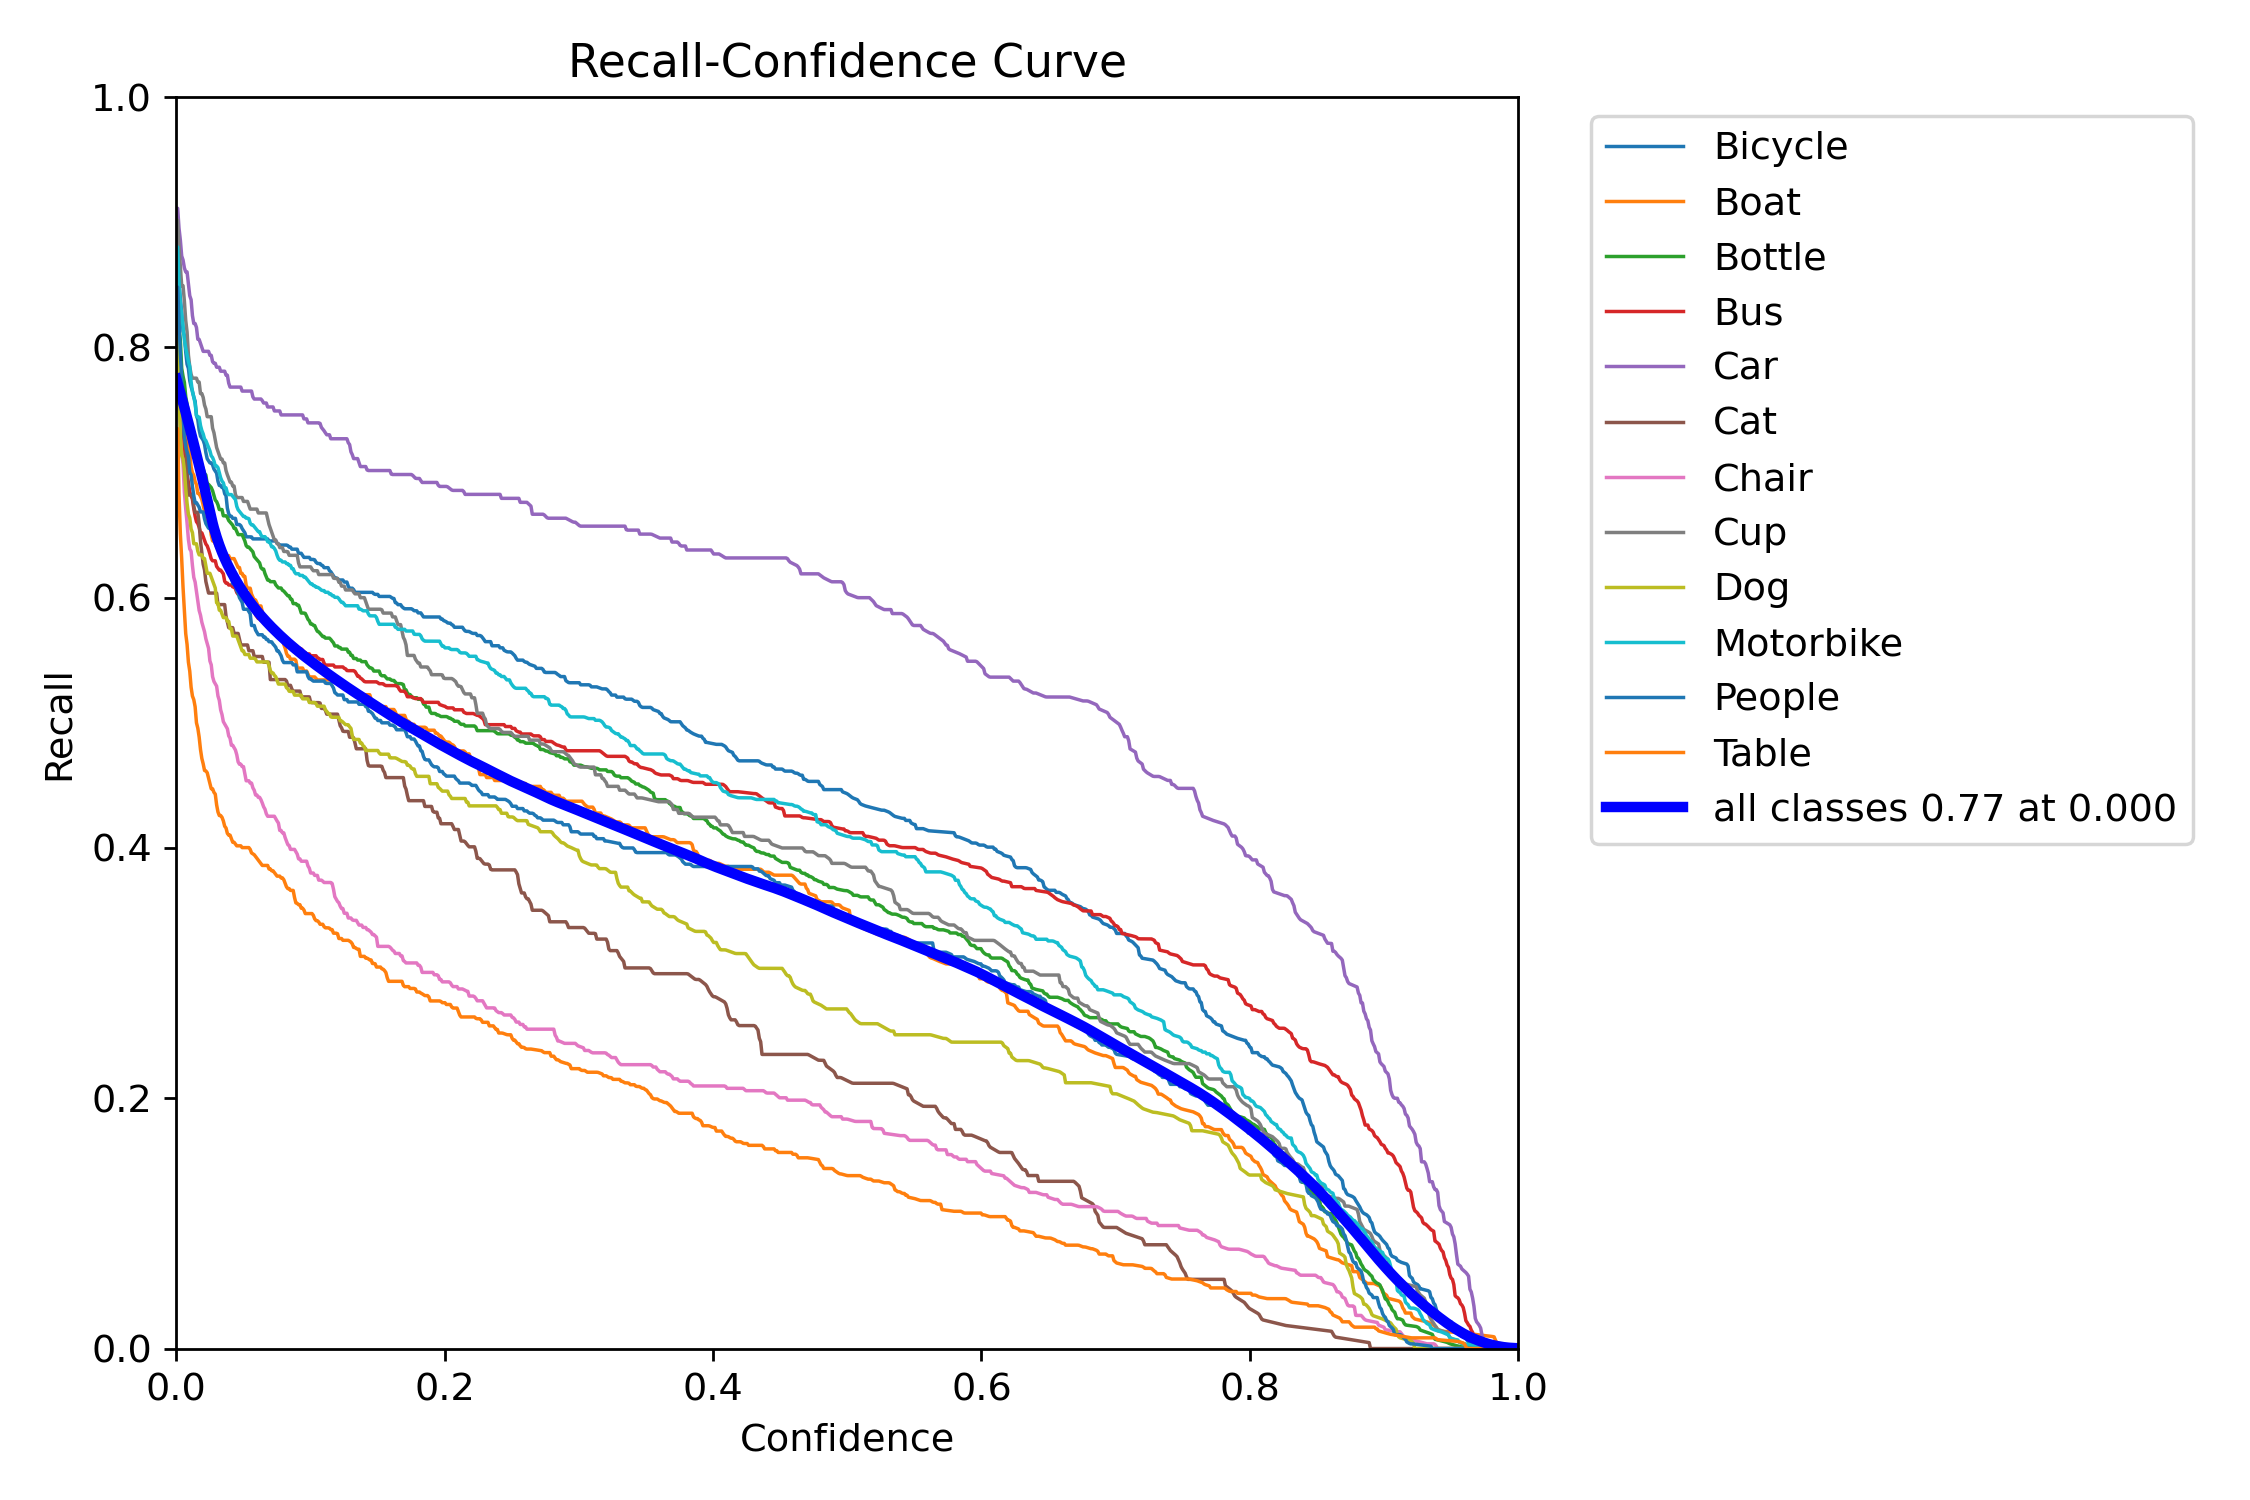 Recall-Confidence Curve
1.0
0.8
0.6
0.4
0.2
0.0
Recall
0.0 0.2 0.4 0.6 0.8 1.0
Confidence
Bicycle
Boat
Bottle
Bus
Car
Cat
Chair
Cup
Dog
Motorbike
People
Table
all classes 0.77 at 0.000